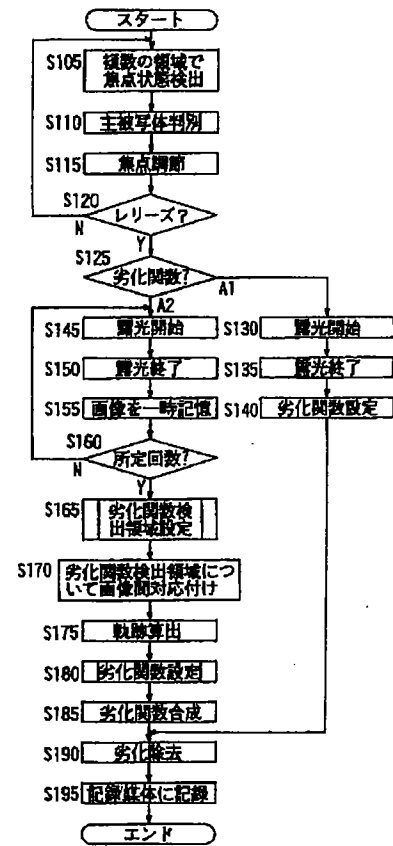 スタート
S105
複数の領域で
焦点状態検出
S110 主被写体判別
S115 焦点調節
S120
レリーズ?
N
Y
S125
劣化関数?
A1
A2
S145 露光開始
S130 露光開始
S150 露光終了
S135 露光終了
S155 画像を一時記憶
S140 劣化関数設定
S160
所定回数?
N
Y
S165
劣化関数検
出領域設定
S170
劣化関数検出領域につ
いて画像間対応付け
S175 軌跡算出
S180 劣化関数設定
S185 劣化関数合成
S190 劣化除去
S195 記録媒体に記録
エンド